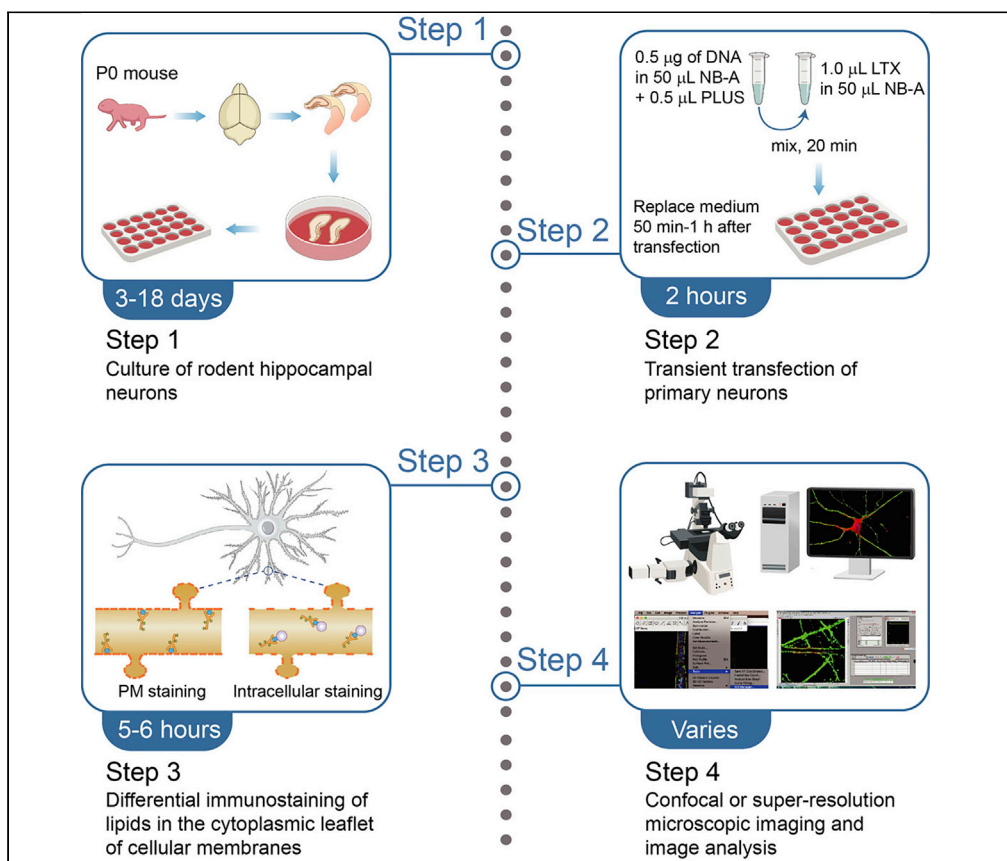 Step 1
P0 mouse
3-18 days
Step 1
Culture of rodent hippocampal
neurons
0.5 μg of DNA
in 50 μL NB-A
+ 0.5 μL PLUS
1.0 μL LTX
in 50 μL NB-A
mix, 20 min
Replace medium
50 min-1 h after
transfection
Step 2
2 hours
Step 2
Transient transfection of
primary neurons
Step 3
PM staining
Intracellular staining
5-6 hours
Step 3
Differential immunostaining of
lipids in the cytoplasmic leaflet
of cellular membranes
Step 4
Varies
Step 4
Confocal or super-resolution
microscopic imaging and
image analysis